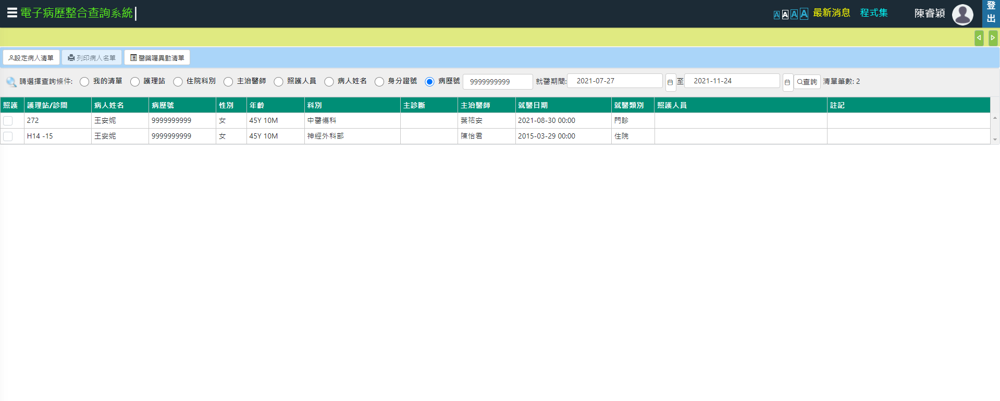 電子病歷整合查詢系統
A A A A 最新消息 程式集 陳睿穎 登出
設定病人清單 列印病人名單 醫藥囑異動清單
請選擇查詢條件: 我的清單 護理站 住院科別 主治醫師 照護人員 病人姓名 身分證號 病歷號 9999999999 就醫期間: 2021-07-27 至 2021-11-24 查詢 清單筆數: 2
照護 護理站/診間 病人姓名 病歷號 性別 年齡 科別 主診斷 主治醫師 就醫日期 就醫類別 照護人員 註記
272 王安妮 9999999999 女 45Y 10M 中醫傷科 葉祐安 2021-08-30 00:00 門診
H14 -15 王安妮 9999999999 女 45Y 10M 神經外科部 陳怡君 2015-03-29 00:00 住院